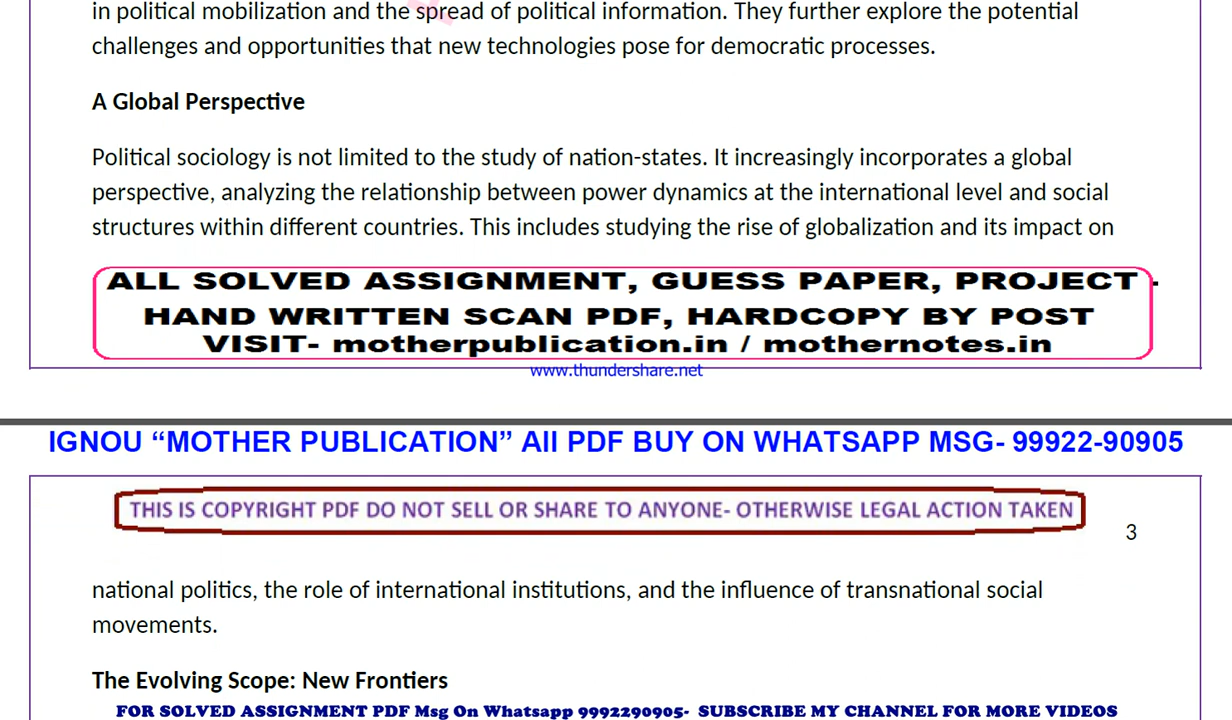 in political mobilization and the spread of political information. They further explore the potential
challenges and opportunities that new technologies pose for democratic processes.
A Global Perspective
Political sociology is not limited to the study of nation-states. It increasingly incorporates a global
perspective, analyzing the relationship between power dynamics at the international level and social
structures within different countries. This includes studying the rise of globalization and its impact on
ALL SOLVED ASSIGNMENT, GUESS PAPER, PROJECT -
HAND WRITTEN SCAN PDF, HARDCOPY BY POST
VISIT- motherpublication.in / mothernotes.in
www.thundershare.net
IGNOU “MOTHER PUBLICATION” All PDF BUY ON WHATSAPP MSG- 99922-90905
THIS IS COPYRIGHT PDF DO NOT SELL OR SHARE TO ANYONE- OTHERWISE LEGAL ACTION TAKEN
3
national politics, the role of international institutions, and the influence of transnational social
movements.
The Evolving Scope: New Frontiers
FOR SOLVED ASSIGNMENT PDF Msg On Whatsapp 9992290905- SUBSCRIBE MY CHANNEL FOR MORE VIDEOS